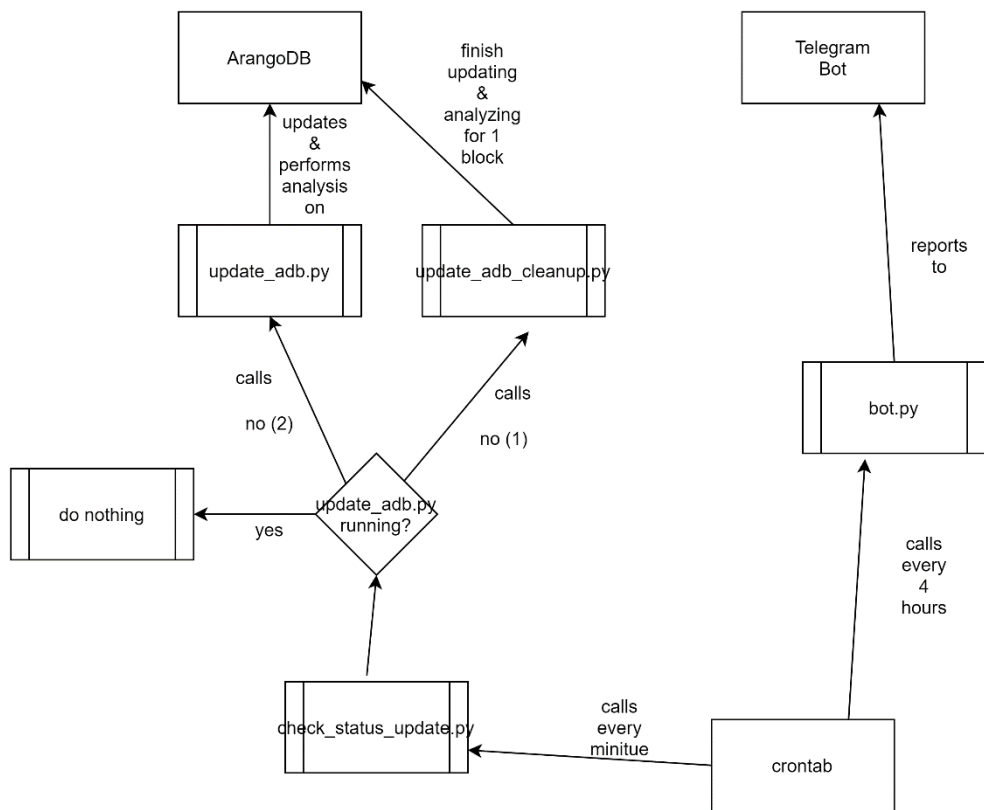 ArangoDB
finish
updating
&
analyzing
for 1
block
Telegram
Bot
updates
&
performs
analysis
on
update_adb.py
update_adb_cleanup.py
reports
to
calls
no (2)
calls
no (1)
bot.py
do nothing
yes
update_adb.py
running?
calls
every
4
hours
check_status_update.py
calls
every
minitue
crontab